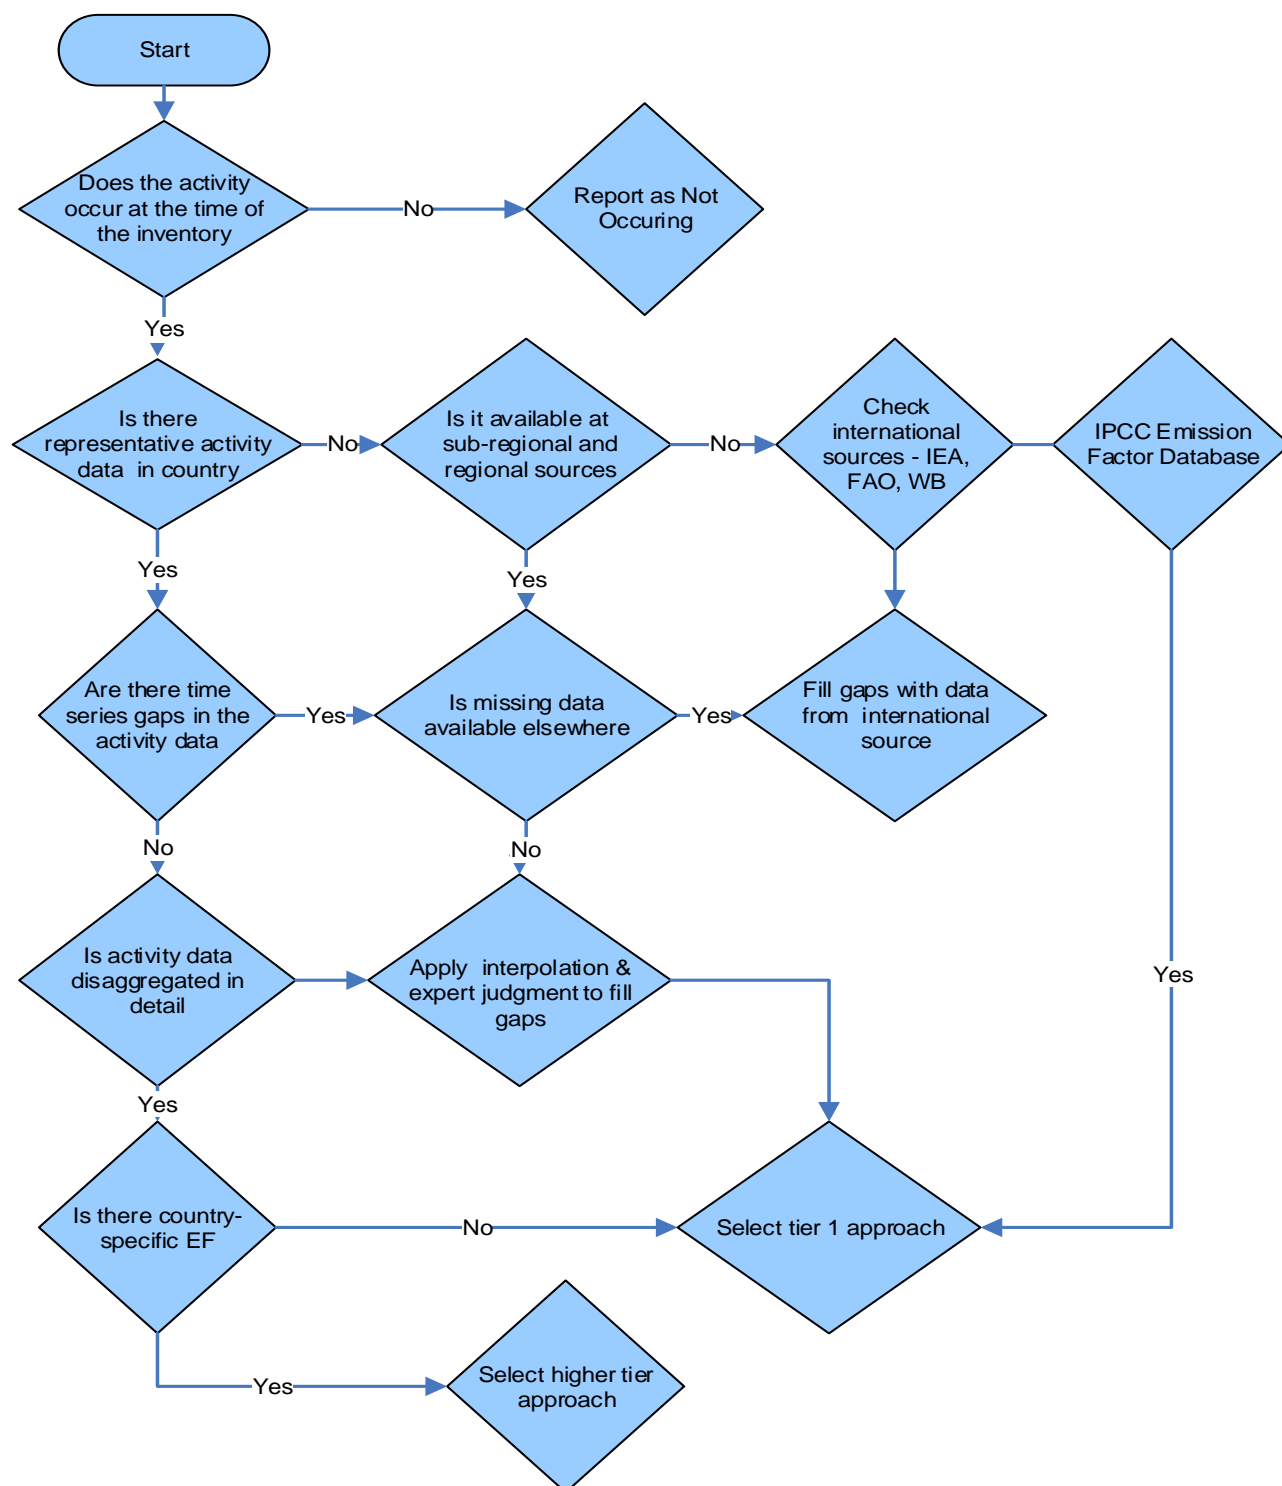 Start
Does the activity
occur at the time of
the inventory
No
Report as Not
Occuring
Yes
Is there
representative activity
data in country
No
Is it available at
sub-regional and
regional sources
No
Check
international
sources - IEA,
FAO, WB
IPCC Emission
Factor Database
Yes
Yes
Are there time
series gaps in the
activity data
Yes
Is missing data
available elsewhere
Yes
Fill gaps with data
from international
source
No
No
Is activity data
disaggregated in
detail
Apply interpolation &
expert judgment to fill
gaps
Yes
Yes
Is there country-
specific EF
No
Select tier 1 approach
Yes
Select higher tier
approach